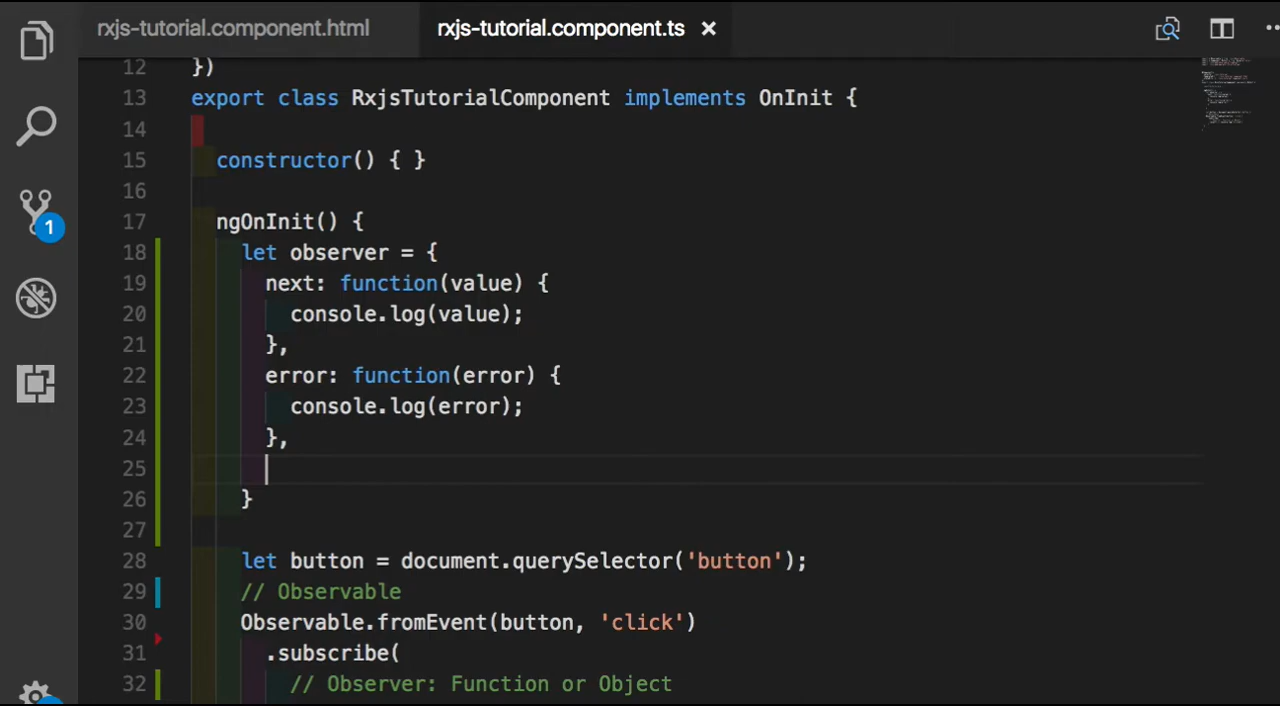 rxjs-tutorial.component.html rxjs-tutorial.component.ts ×
12 })
13 export class RxjsTutorialComponent implements OnInit {
14
15 constructor() { }
16
17 ngOnInit() {
18 let observer = {
19 next: function(value) {
20 console.log(value);
21 },
22 error: function(error) {
23 console.log(error);
24 },
25
26 }
27
28 let button = document.querySelector('button');
29 // Observable
30 Observable.fromEvent(button, 'click')
31 .subscribe(
32 // Observer: Function or Object
1